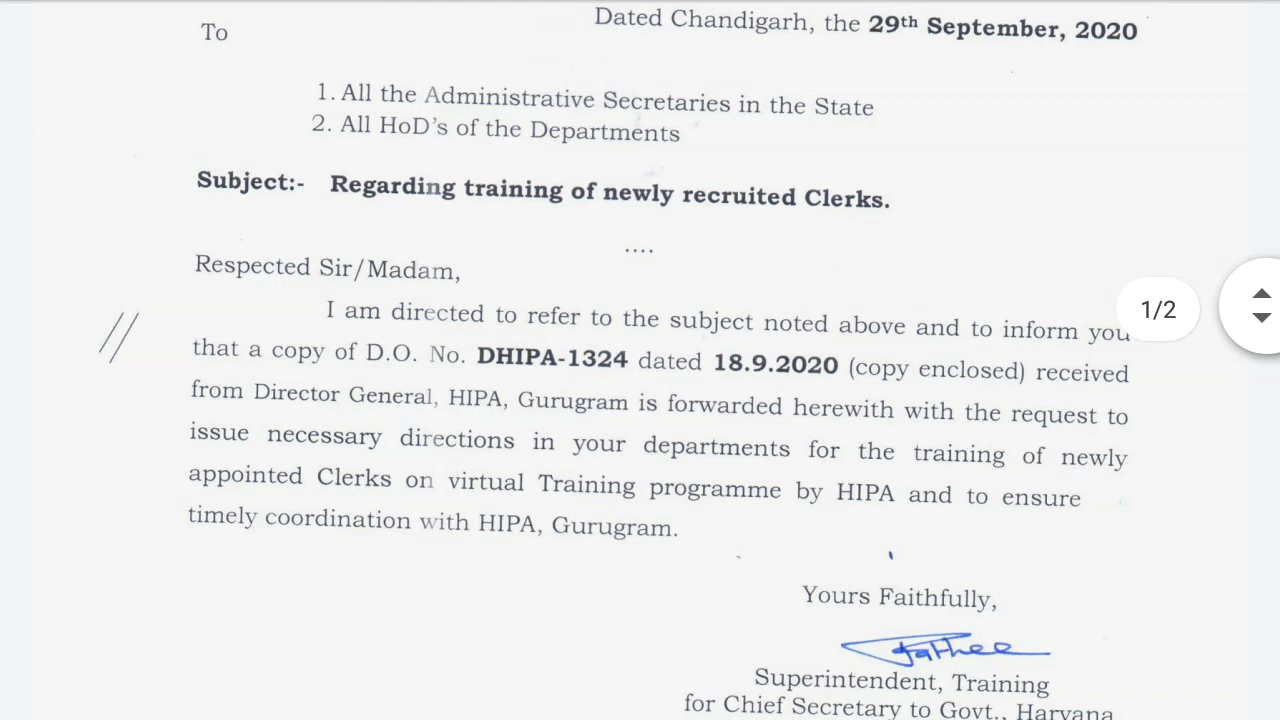 Dated Chandigarh, the 29th September, 2020
To
1. All the Administrative Secretaries in the State
2. All HoD's of the Departments
Subject:- Regarding training of newly recruited Clerks.
....
Respected Sir/Madam,
I am directed to refer to the subject noted above and to inform you
that a copy of D.O. No. DHIPA-1324 dated 18.9.2020 (copy enclosed) received
from Director General, HIPA, Gurugram is forwarded herewith with the request to
issue necessary directions in your departments for the training of newly
appointed Clerks on virtual Training programme by HIPA and to ensure
timely coordination with HIPA, Gurugram.
1/2
Yours Faithfully,
Superintendent, Training
for Chief Secretary to Govt., Haryana